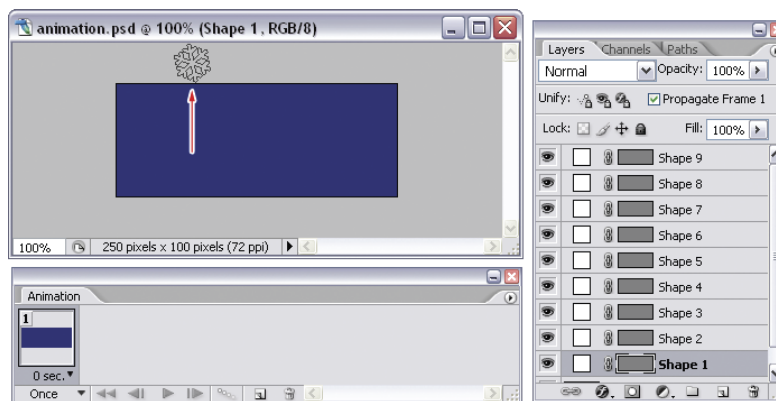 animation.psd @ 100% (Shape 1, RGB/8)
100%
250 pixels x 100 pixels (72 ppi)
Animation
1
0 sec.
Once
Layers Channels Paths
Normal
Opacity: 100%
Unify:
Propagate Frame 1
Lock:
Fill: 100%
Shape 9
Shape 8
Shape 7
Shape 6
Shape 5
Shape 4
Shape 3
Shape 2
Shape 1